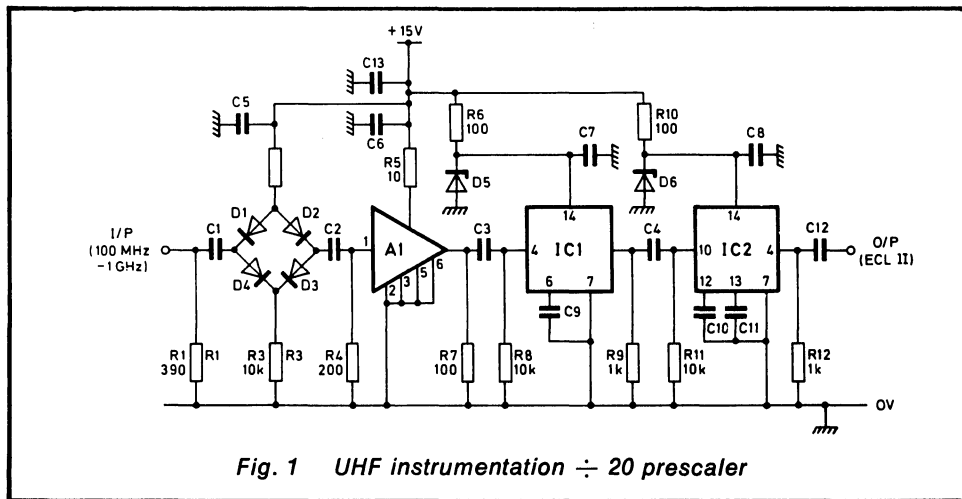 +15V
C13
C5
C6
R6
100
C7
R10
100
C8
R5
10
D5
D6
I/P
(100 MHz
-1GHz)
C1
D1
D2
D4
D3
C2
1
A1
2
3
5
6
C3
4
14
IC1
6
7
C9
C4
10
14
IC2
4
12
13
7
C10
C11
C12
O/P
(ECL II)
R1
390
R1
R3
10k
R3
R4
200
R7
100
R8
10k
R9
1k
R11
10k
R12
1k
0V
Fig. 1 UHF instrumentation ÷ 20 prescaler